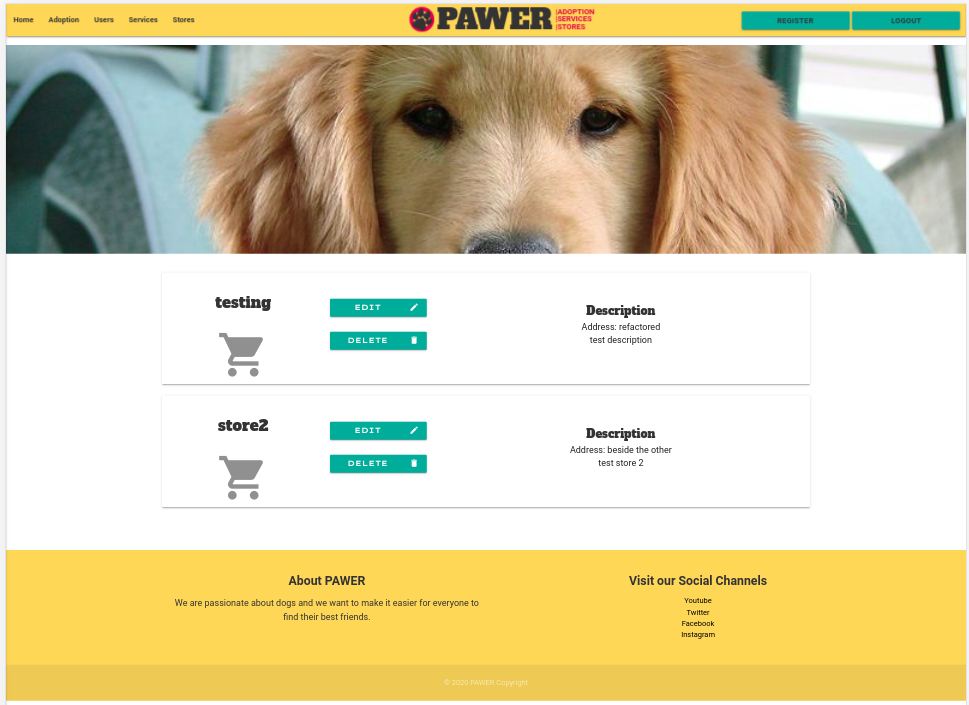 Home Adoption Users Services Stores
PAWER
|ADOPTION
|SERVICES
|STORES
REGISTER LOGOUT
testing
EDIT
DELETE
Description
Address: refactored
test description
store2
EDIT
DELETE
Description
Address: beside the other
test store 2
About PAWER
We are passionate about dogs and we want to make it easier for everyone to
find their best friends.
Visit our Social Channels
Youtube
Twitter
Facebook
Instagram
© 2020 PAWER Copyright